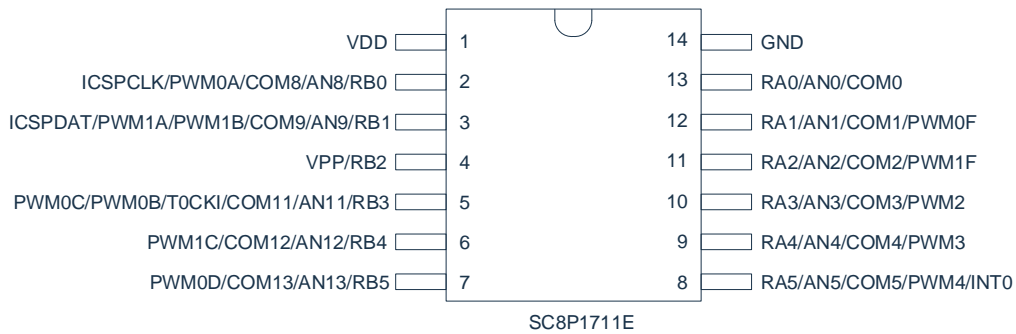 VDD 1 14 GND
ICSPCLK/PWM0A/COM8/AN8/RB0 2 13 RA0/AN0/COM0
ICSPDAT/PWM1A/PWM1B/COM9/AN9/RB1 3 12 RA1/AN1/COM1/PWM0F
VPP/RB2 4 11 RA2/AN2/COM2/PWM1F
PWM0C/PWM0B/T0CKI/COM11/AN11/RB3 5 10 RA3/AN3/COM3/PWM2
PWM1C/COM12/AN12/RB4 6 9 RA4/AN4/COM4/PWM3
PWM0D/COM13/AN13/RB5 7 8 RA5/AN5/COM5/PWM4/INT0
SC8P1711E